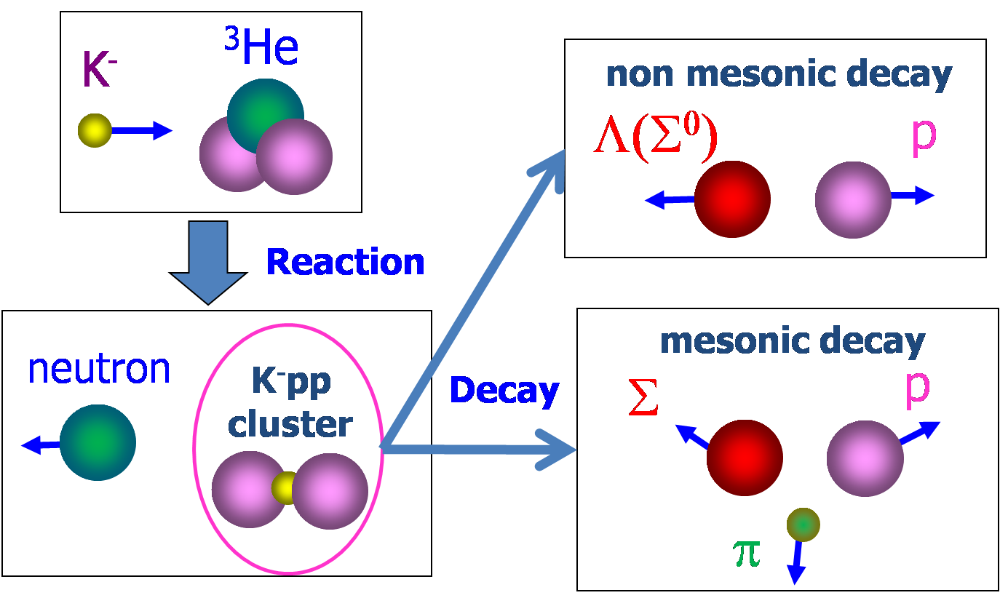 K⁻
³He
Reaction
neutron
K⁻pp
cluster
Decay
non mesonic decay
Λ(Σ⁰)
p
mesonic decay
Σ
p
π